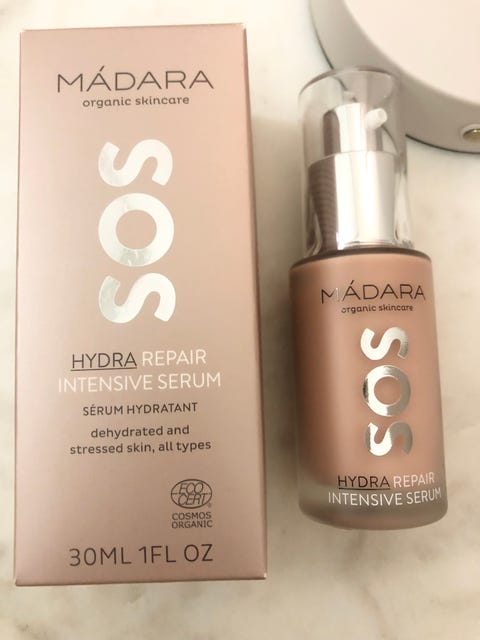 MÁDARA
organic skincare
SOS
HYDRA REPAIR
INTENSIVE SERUM
SÉRUM HYDRATANT
dehydrated and
stressed skin, all types
ECO
CERT
COSMOS
ORGANIC
30ML 1FL OZ
MÁDARA
organic skincare
SOS
HYDRA REPAIR
INTENSIVE SERUM